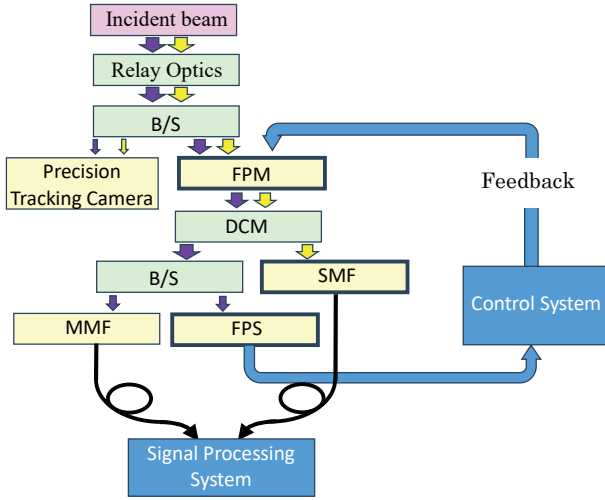 Incident beam
Relay Optics
B/S
Precision
Tracking Camera
FPM
Feedback
DCM
B/S
SMF
Control System
MMF
FPS
Signal Processing
System